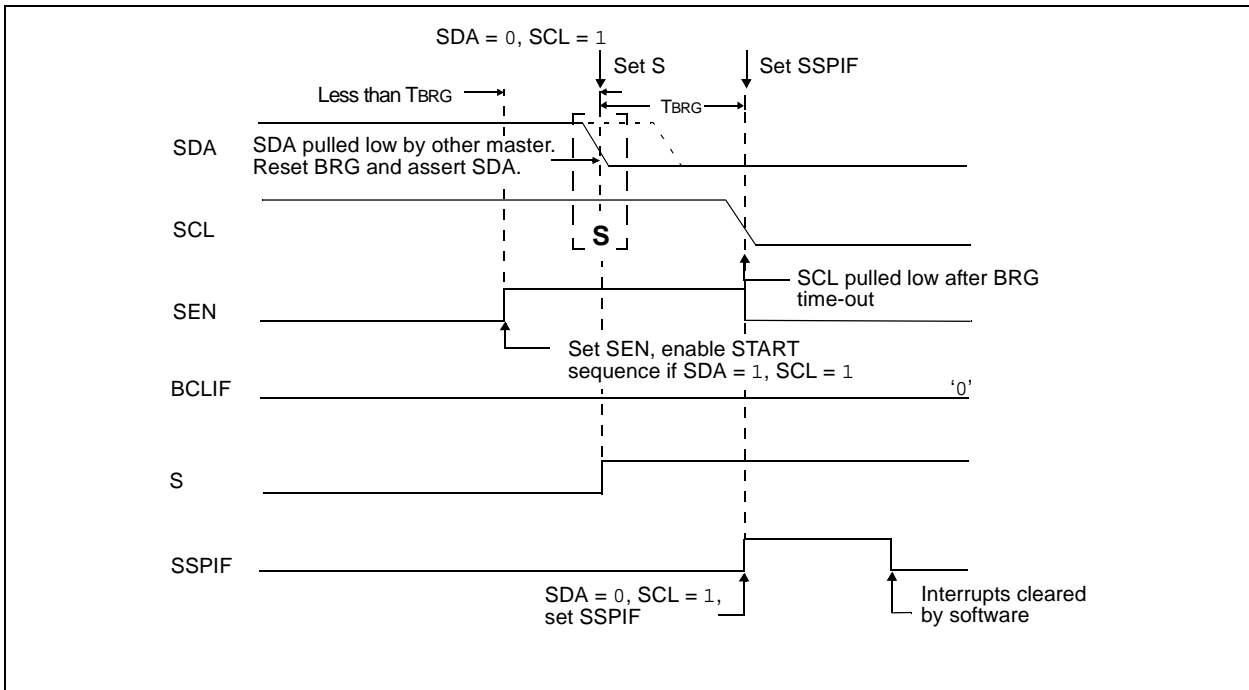 SDA = 0, SCL = 1
Set S
Set SSPIF
Less than TBRG
TBRG
SDA
SDA pulled low by other master.
Reset BRG and assert SDA.
SCL
S
SCL pulled low after BRG
time-out
SEN
Set SEN, enable START
sequence if SDA = 1, SCL = 1
BCLIF
‘0’
S
SSPIF
SDA = 0, SCL = 1,
set SSPIF
Interrupts cleared
by software